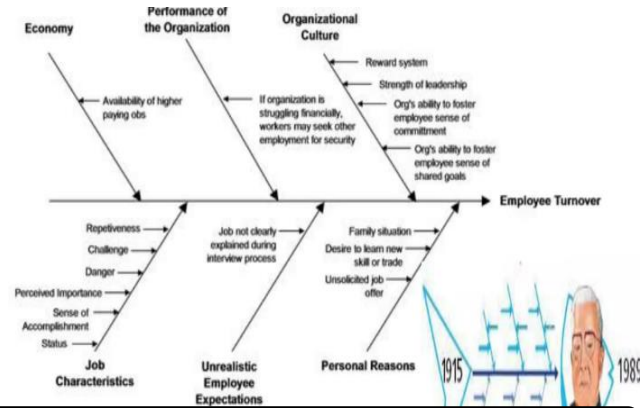 Economy
Performance of
the Organization
Organizational
Culture
Availability of higher
paying obs
If organization is
struggling financially,
workers may seek other
employment for security
Reward system
Strength of leadership
Org's ability to foster
employee sense of
committment
Org's ability to foster
employee sense of
shared goals
Employee Turnover
Repetiveness
Challenge
Danger
Perceived Importance
Sense of
Accomplishment
Status
Job
Characteristics
Job not clearly
explained during
interview process
Unrealistic
Employee
Expectations
Family situation
Desire to learn new
skill or trade
Unsolicited job
offer
Personal Reasons
1915
1989